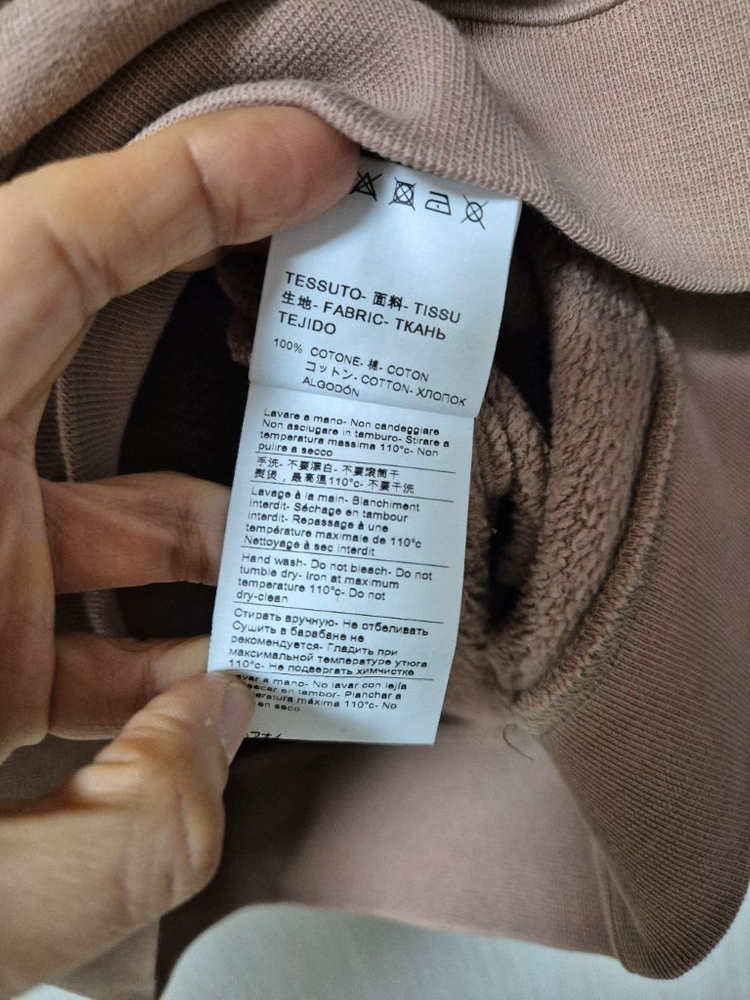 TESSUTO- 面料- TISSU
生地- FABRIC- ТКАНЬ
TEJIDO
100% COTONE- 棉- COTON
コットン- COTTON- ХЛОПОК
ALGODÓN
Lavare a mano- Non candeggiare
Non asciugare in tamburo- Stirare a
temperatura massima 110°c- Non
pulire a secco
手洗- 不要漂白- 不要滚筒干
熨烫，最高温110°c- 不要干洗
Lavage à la main- Blanchiment
interdit- Séchage en tambour
interdit- Repassage à une
température maximale de 110°c
Nettoyage à sec interdit
Hand wash- Do not bleach- Do not
tumble dry- Iron at maximum
temperature 110°c- Do not
dry-clean
Стирать вручную- Не отбеливать
Сушить в барабане не
рекомендуется- Гладить при
максимальной температуре утюга
110°c- Не подвергать химчистке
a mano- No lavar con lejía
en tambor- Planchar a
máxima 110°c- No
en seco